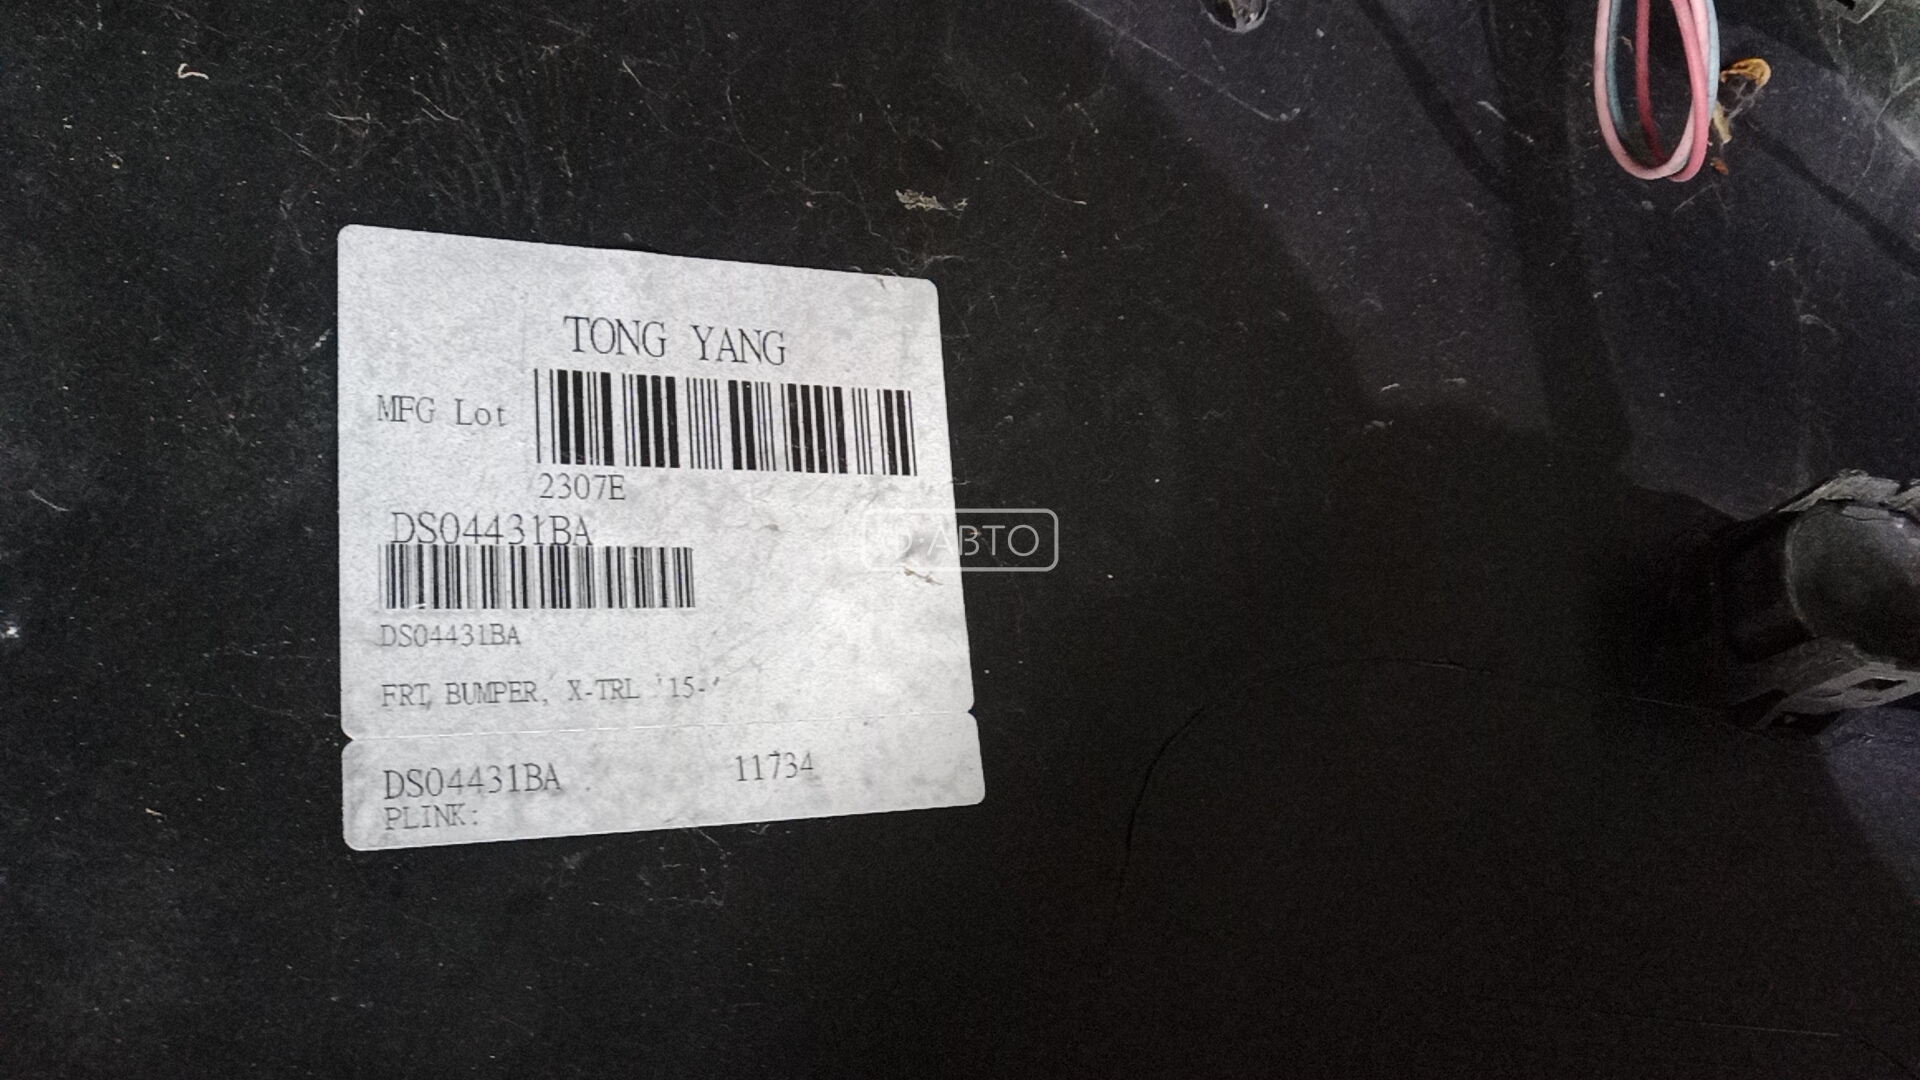 TONG YANG
MFG Lot
2307E
DS04431BA
DS04431BA
FRT BUMPER, X-TRL '15-'
DS04431BA 11734
PLINK:
АВТО